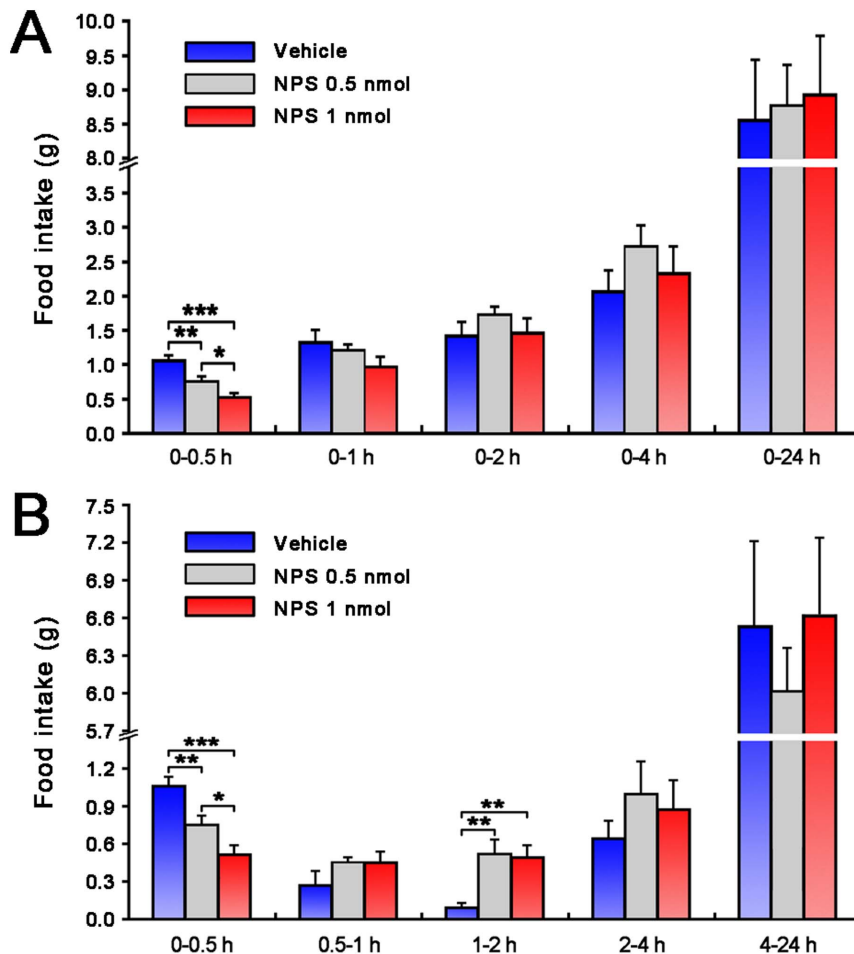 A
Food intake (g)
10.0
9.5
9.0
8.5
8.0
3.5
3.0
2.5
2.0
1.5
1.0
0.5
0.0
Vehicle
NPS 0.5 nmol
NPS 1 nmol
***
**
*
0-0.5 h
0-1 h
0-2 h
0-4 h
0-24 h
B
Food intake (g)
7.5
7.2
6.9
6.6
6.3
6.0
5.7
1.2
0.9
0.6
0.3
0.0
Vehicle
NPS 0.5 nmol
NPS 1 nmol
***
**
*
**
**
0-0.5 h
0.5-1 h
1-2 h
2-4 h
4-24 h